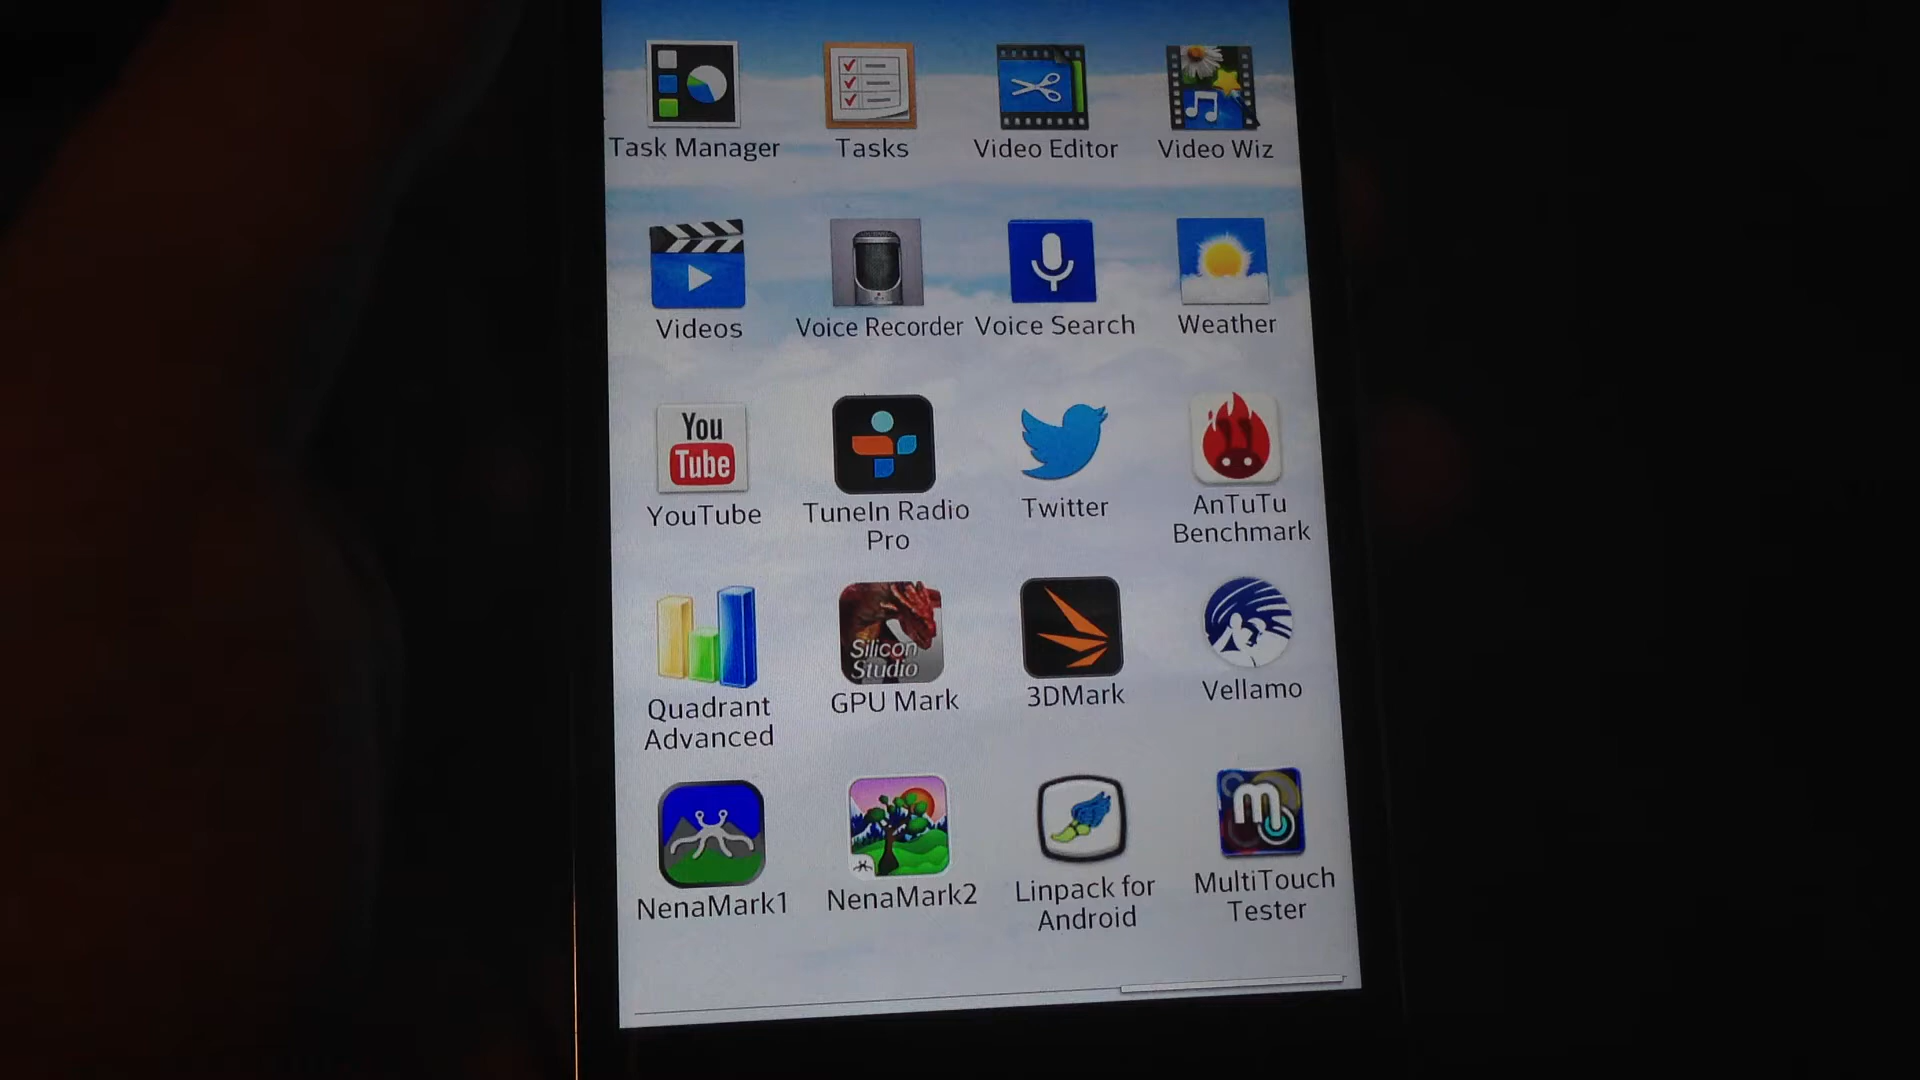 Task Manager
Tasks
Video Editor
Video Wiz
Videos
Voice Recorder
Voice Search
Weather
You
Tube
YouTube
TuneIn Radio
Pro
Twitter
AnTuTu
Benchmark
Quadrant
Advanced
Silicon
Studio
GPU Mark
3DMark
Vellamo
NenaMark1
NenaMark2
Linpack for
Android
m
MultiTouch
Tester